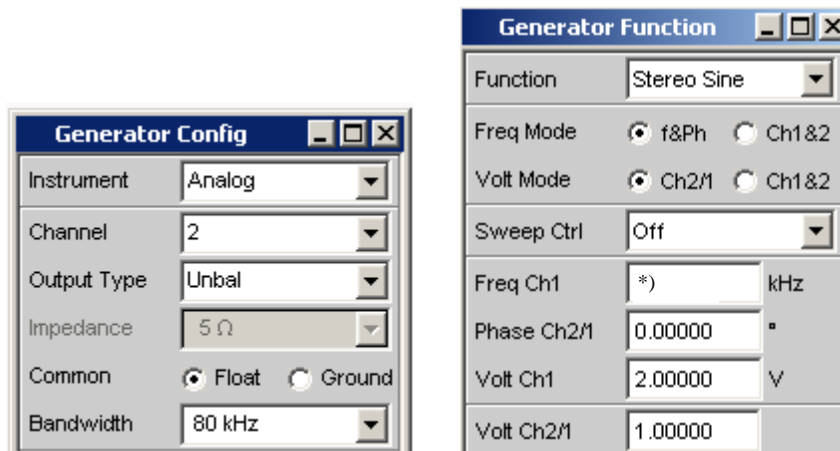 Generator Config
Instrument Analog
Channel 2
Output Type Unbal
Impedance 5 Ω
Common Float Ground
Bandwidth 80 kHz
Generator Function
Function Stereo Sine
Freq Mode f&Ph Ch1&2
Volt Mode Ch2/1 Ch1&2
Sweep Ctrl Off
Freq Ch1 *) kHz
Phase Ch2/1 0.00000 °
Volt Ch1 2.00000 V
Volt Ch2/1 1.00000